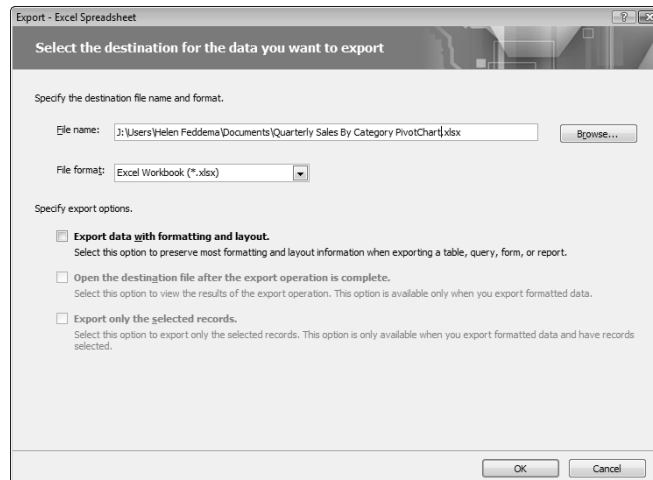 Export - Excel Spreadsheet
Select the destination for the data you want to export
Specify the destination file name and format.
File name: J:\Users\Helen Feddema\Documents\Quarterly Sales By Category PivotChart.xlsx Browse...
File format: Excel Workbook (*.xlsx)
Specify export options.
Export data with formatting and layout.
Select this option to preserve most formatting and layout information when exporting a table, query, form, or report.
Open the destination file after the export operation is complete.
Select this option to view the results of the export operation. This option is available only when you export formatted data.
Export only the selected records.
Select this option to export only the selected records. This option is only available when you export formatted data and have records
selected.
OK Cancel